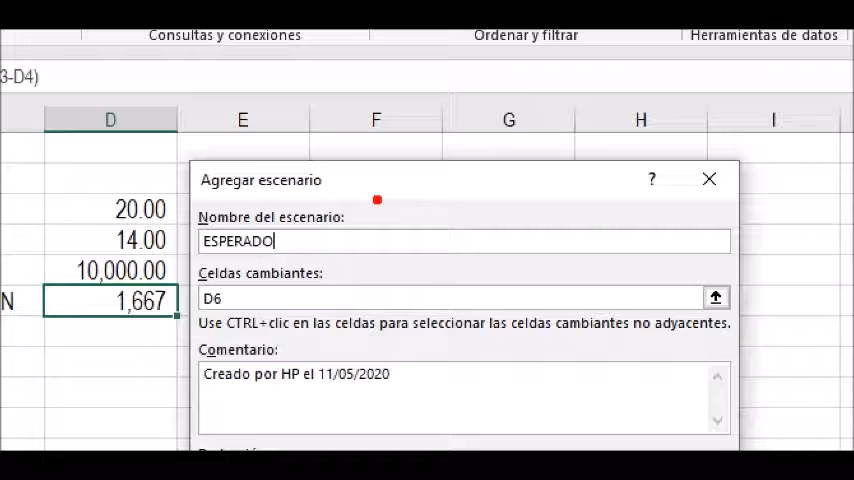 Consultas y conexiones Ordenar y filtrar Herramientas de datos
3-D4)
D E F G H I
Agregar escenario ?
20.00
Nombre del escenario:
14.00
ESPERADO
10,000.00
Celdas cambiantes:
N 1,667
D6
Use CTRL+clic en las celdas para seleccionar las celdas cambiantes no adyacentes.
Comentario:
Creado por HP el 11/05/2020